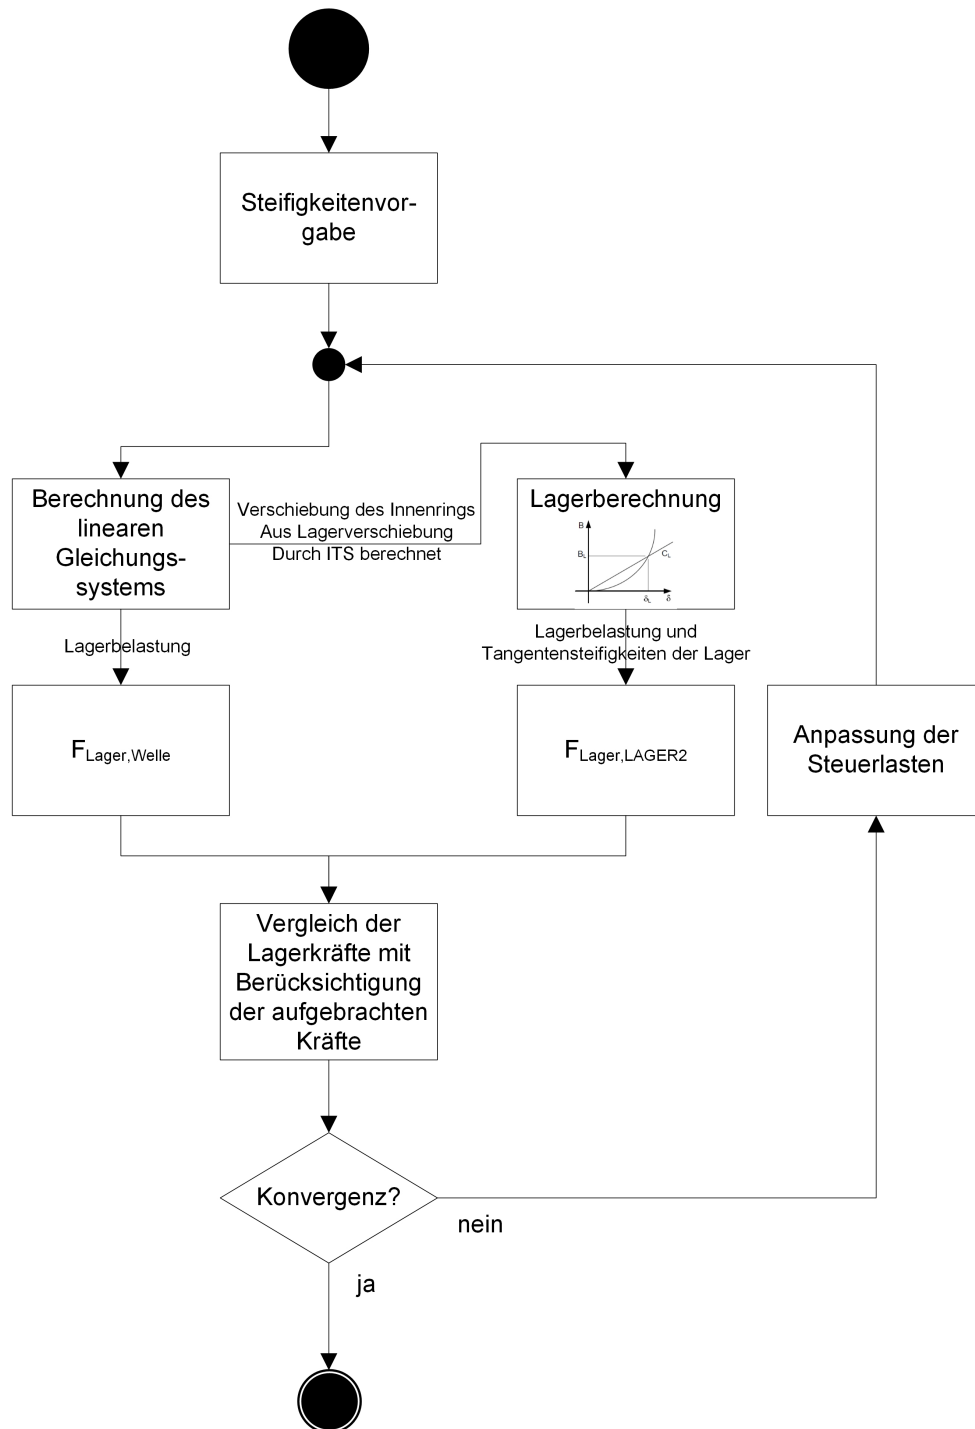 Steifigkeitenvor-
gabe
Berechnung des
linearen
Gleichungs-
systems
Verschiebung des Innenrings
Aus Lagerverschiebung
Durch ITS berechnet
Lagerberechnung
B
B_L
C_L
δ_L
δ
Lagerbelastung
Lagerbelastung und
Tangentensteifigkeiten der Lager
F_Lager,Welle
F_Lager,LAGER2
Anpassung der
Steuerlasten
Vergleich der
Lagerkräfte mit
Berücksichtigung
der aufgebrachten
Kräfte
Konvergenz?
nein
ja